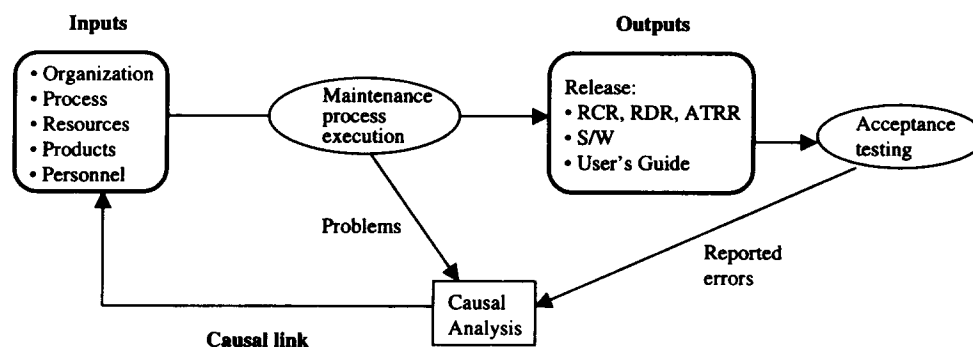 Inputs
• Organization
• Process
• Resources
• Products
• Personnel
Maintenance
process
execution
Outputs
Release:
• RCR, RDR, ATRR
• S/W
• User's Guide
Acceptance
testing
Problems
Reported
errors
Causal
Analysis
Causal link